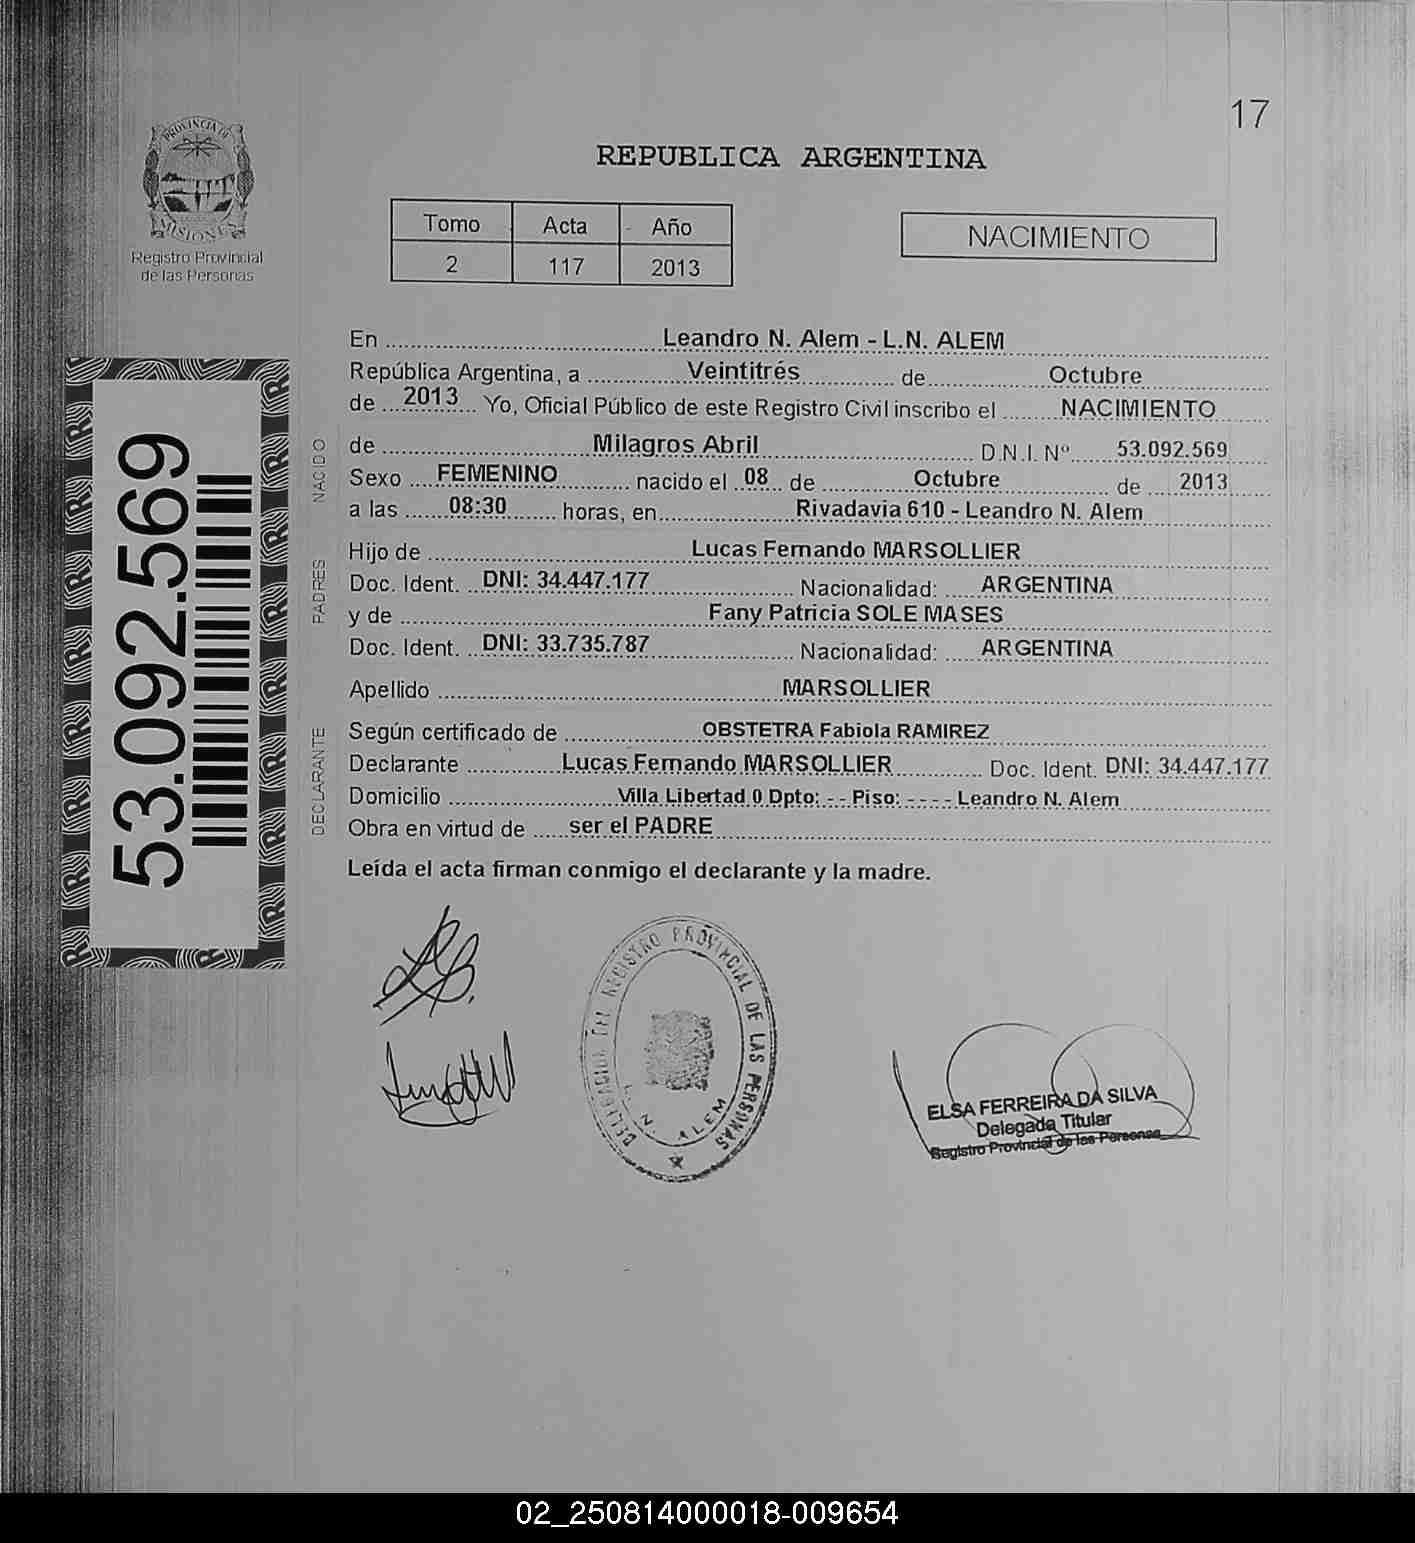 17
PROVINCIA DE
MISIONES
Registro Provincial
de las Personas
REPUBLICA ARGENTINA
Tomo Acta Año
2 117 2013
NACIMIENTO
En Leandro N. Alem - L.N. ALEM
República Argentina, a Veintitrés de Octubre
de 2013 Yo, Oficial Público de este Registro Civil inscribo el NACIMIENTO
NACIDO
de Milagros Abril D.N.I. Nº 53.092.569
Sexo FEMENINO nacido el 08 de Octubre de 2013
a las 08:30 horas, en Rivadavia 610 - Leandro N. Alem
PADRES
Hijo de Lucas Fernando MARSOLLIER
Doc. Ident. DNI: 34.447.177 Nacionalidad: ARGENTINA
y de Fany Patricia SOLE MASES
Doc. Ident. DNI: 33.735.787 Nacionalidad: ARGENTINA
Apellido MARSOLLIER
DECLARANTE
Según certificado de OBSTETRA Fabiola RAMIREZ
Declarante Lucas Fernando MARSOLLIER Doc. Ident. DNI: 34.447.177
Domicilio Villa Libertad 0 Dpto: - - Piso: - - - - Leandro N. Alem
Obra en virtud de ser el PADRE
Leída el acta firman conmigo el declarante y la madre.
53.092.569
DELEGACION DEL REGISTRO PROVINCIAL DE LAS PERSONAS
L. N. ALEM
ELSA FERREIRA DA SILVA
Delegada Titular
Registro Provincial de las Personas
02_250814000018-009654